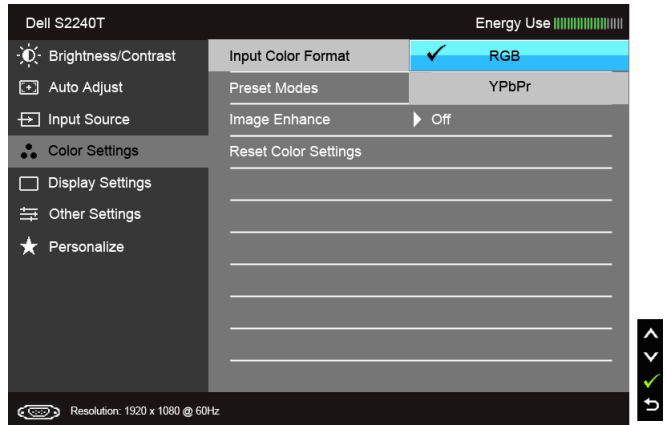 Dell S2240T
Energy Use
Brightness/Contrast
Input Color Format
RGB
Auto Adjust
Preset Modes
YPbPr
Input Source
Image Enhance
Off
Color Settings
Reset Color Settings
Display Settings
Other Settings
Personalize
Resolution: 1920 x 1080 @ 60Hz